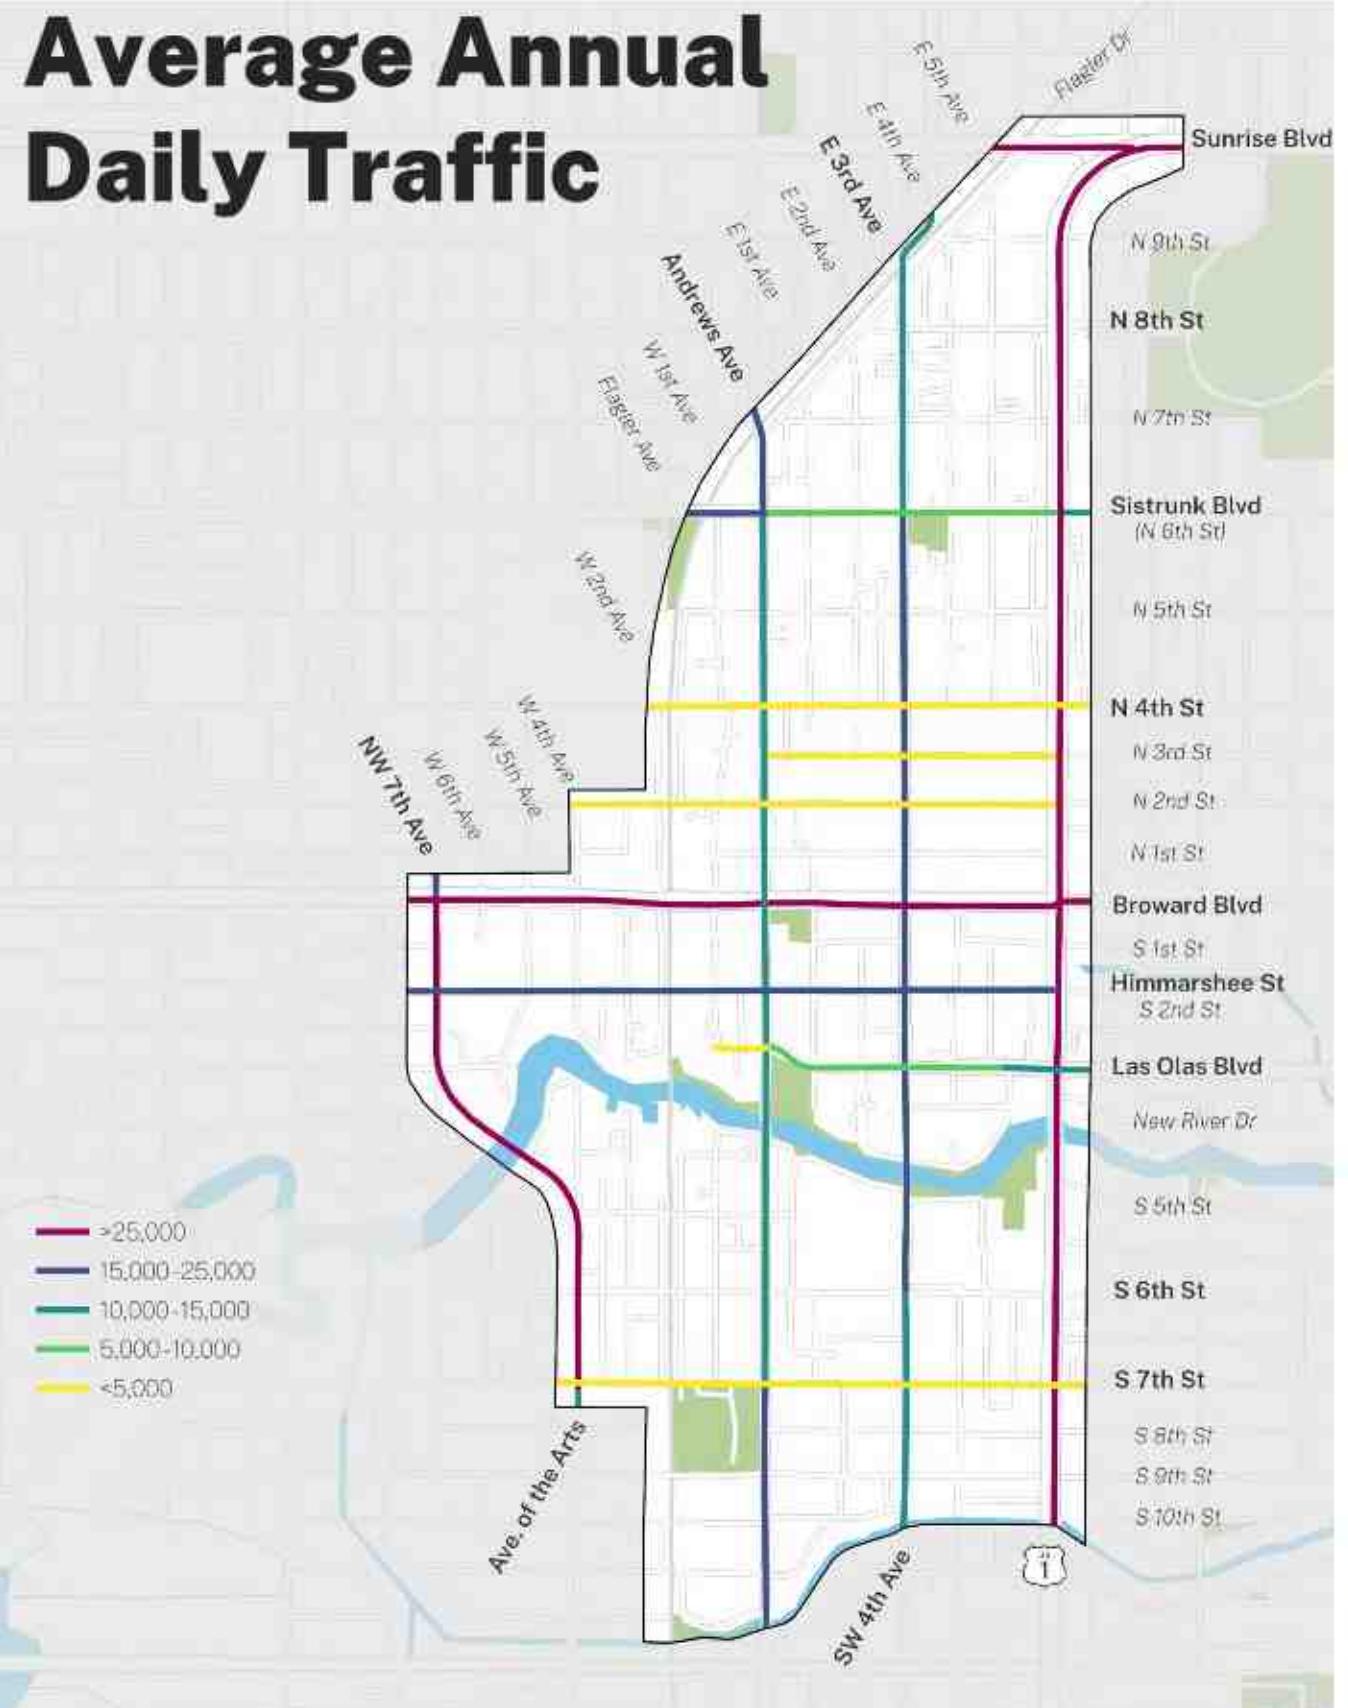 Average Annual
Daily Traffic
E 5th Ave
Flagler Dr
E 4th Ave
E 3rd Ave
E 2nd Ave
E 1st Ave
Andrews Ave
W 1st Ave
Flagler Ave
W 2nd Ave
W 4th Ave
W 5th Ave
W 6th Ave
NW 7th Ave
Sunrise Blvd
N 9th St
N 8th St
N 7th St
Sistrunk Blvd
(N 6th St)
N 5th St
N 4th St
N 3rd St
N 2nd St
N 1st St
Broward Blvd
S 1st St
Himmarshee St
S 2nd St
Las Olas Blvd
New River Dr
S 5th St
S 6th St
S 7th St
S 8th St
S 9th St
S 10th St
>25,000
15,000-25,000
10,000-15,000
5,000-10,000
<5,000
Ave. of the Arts
SW 4th Ave
1